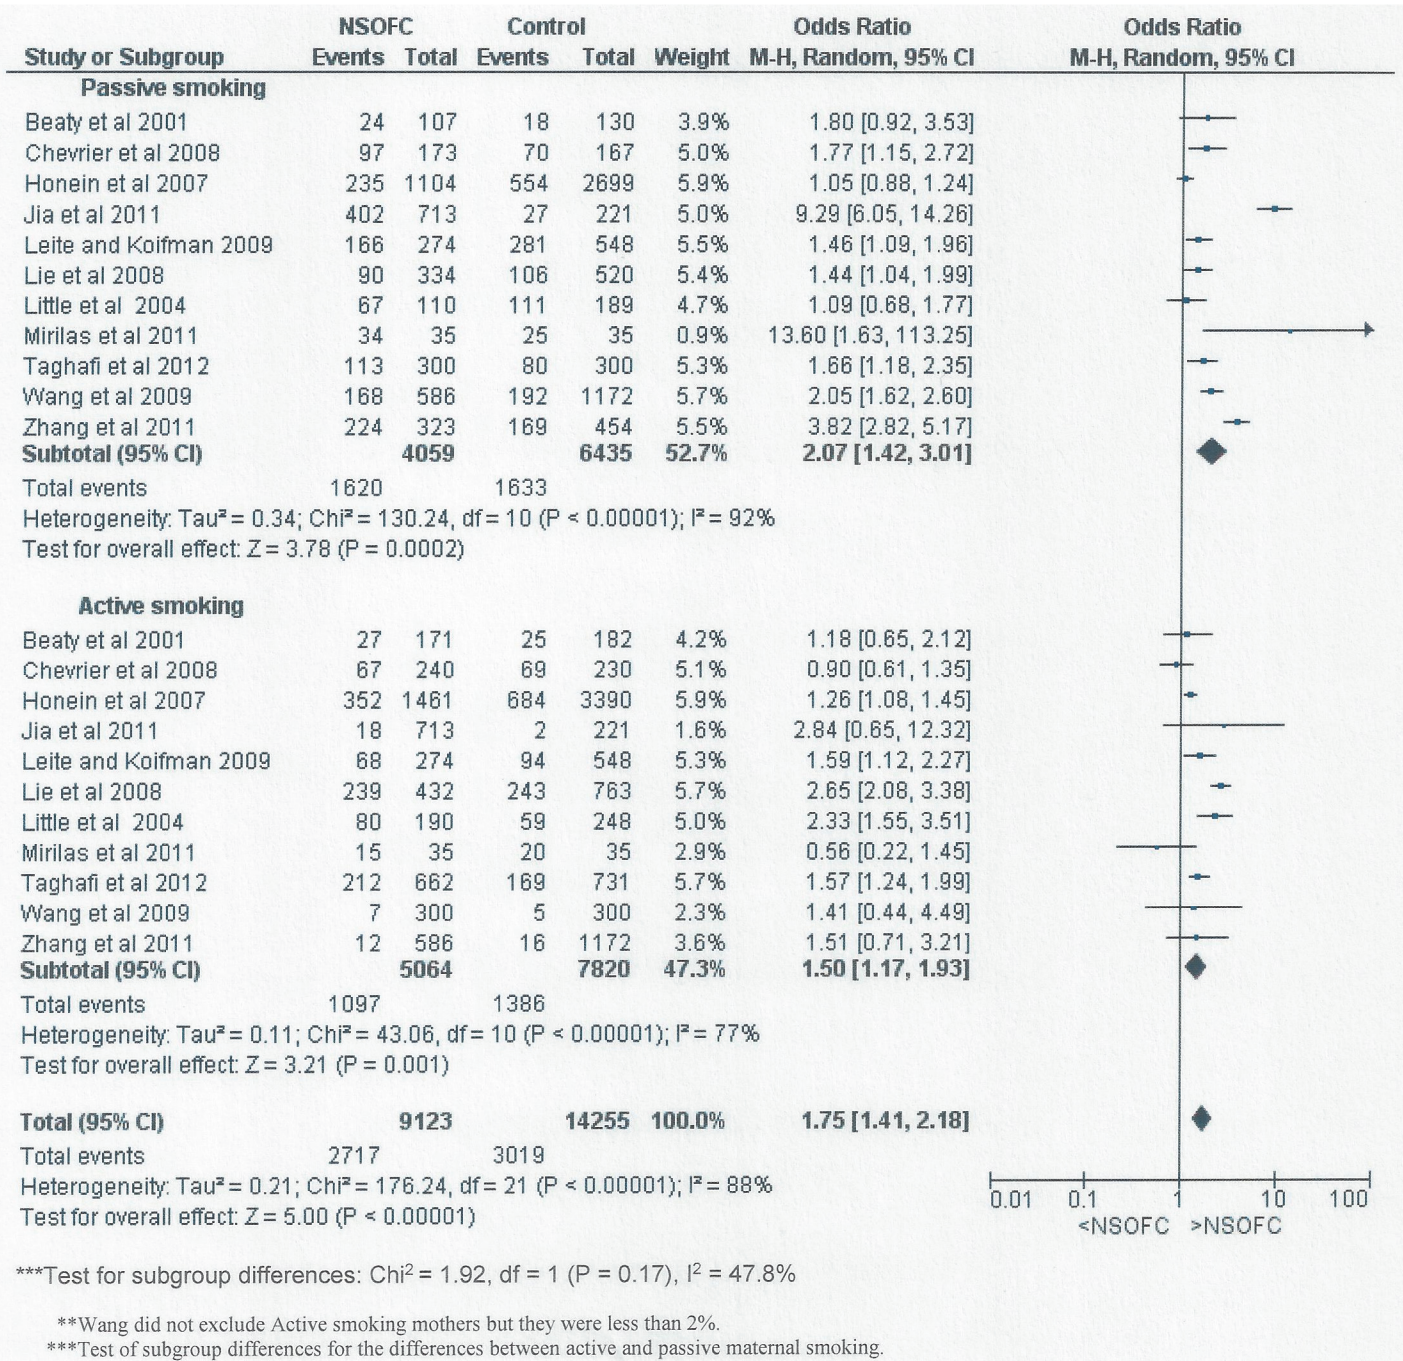 NSOFC Control Odds Ratio Odds Ratio
Study or Subgroup Events Total Events Total Weight M-H, Random, 95% CI M-H, Random, 95% CI
Passive smoking
Beaty et al 2001 24 107 18 130 3.9% 1.80 [0.92, 3.53]
Chevrier et al 2008 97 173 70 167 5.0% 1.77 [1.15, 2.72]
Honein et al 2007 235 1104 554 2699 5.9% 1.05 [0.88, 1.24]
Jia et al 2011 402 713 27 221 5.0% 9.29 [6.05, 14.26]
Leite and Koifman 2009 166 274 281 548 5.5% 1.46 [1.09, 1.96]
Lie et al 2008 90 334 106 520 5.4% 1.44 [1.04, 1.99]
Little et al 2004 67 110 111 189 4.7% 1.09 [0.68, 1.77]
Mirilas et al 2011 34 35 25 35 0.9% 13.60 [1.63, 113.25]
Taghafi et al 2012 113 300 80 300 5.3% 1.66 [1.18, 2.35]
Wang et al 2009 168 586 192 1172 5.7% 2.05 [1.62, 2.60]
Zhang et al 2011 224 323 169 454 5.5% 3.82 [2.82, 5.17]
Subtotal (95% CI) 4059 6435 52.7% 2.07 [1.42, 3.01]
Total events 1620 1633
Heterogeneity: Tau² = 0.34; Chi² = 130.24, df = 10 (P < 0.00001); I² = 92%
Test for overall effect: Z = 3.78 (P = 0.0002)
Active smoking
Beaty et al 2001 27 171 25 182 4.2% 1.18 [0.65, 2.12]
Chevrier et al 2008 67 240 69 230 5.1% 0.90 [0.61, 1.35]
Honein et al 2007 352 1461 684 3390 5.9% 1.26 [1.08, 1.45]
Jia et al 2011 18 713 2 221 1.6% 2.84 [0.65, 12.32]
Leite and Koifman 2009 68 274 94 548 5.3% 1.59 [1.12, 2.27]
Lie et al 2008 239 432 243 763 5.7% 2.65 [2.08, 3.38]
Little et al 2004 80 190 59 248 5.0% 2.33 [1.55, 3.51]
Mirilas et al 2011 15 35 20 35 2.9% 0.56 [0.22, 1.45]
Taghafi et al 2012 212 662 169 731 5.7% 1.57 [1.24, 1.99]
Wang et al 2009 7 300 5 300 2.3% 1.41 [0.44, 4.49]
Zhang et al 2011 12 586 16 1172 3.6% 1.51 [0.71, 3.21]
Subtotal (95% CI) 5064 7820 47.3% 1.50 [1.17, 1.93]
Total events 1097 1386
Heterogeneity: Tau² = 0.11; Chi² = 43.06, df = 10 (P < 0.00001); I² = 77%
Test for overall effect: Z = 3.21 (P = 0.001)
Total (95% CI) 9123 14255 100.0% 1.75 [1.41, 2.18]
Total events 2717 3019
Heterogeneity: Tau² = 0.21; Chi² = 176.24, df = 21 (P < 0.00001); I² = 88%
Test for overall effect: Z = 5.00 (P < 0.00001)
0.01 0.1 1 10 100
<NSOFC >NSOFC
***Test for subgroup differences: Chi² = 1.92, df = 1 (P = 0.17), I² = 47.8%
**Wang did not exclude Active smoking mothers but they were less than 2%.
***Test of subgroup differences for the differences between active and passive maternal smoking.